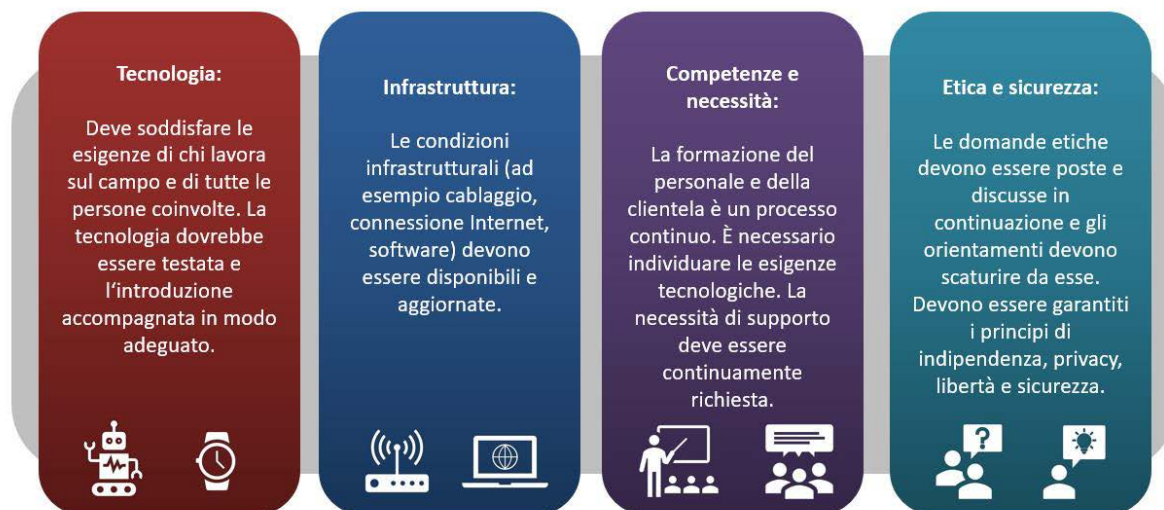 Tecnologia:
Deve soddisfare le
esigenze di chi lavora
sul campo e di tutte le
persone coinvolte. La
tecnologia dovrebbe
essere testata e
l‘introduzione
accompagnata in modo
adeguato.
Infrastruttura:
Le condizioni
infrastrutturali (ad
esempio cablaggio,
connessione Internet,
software) devono
essere disponibili e
aggiornate.
Competenze e
necessità:
La formazione del
personale e della
clientela è un processo
continuo. È necessario
individuare le esigenze
tecnologiche. La
necessità di supporto
deve essere
continuamente
richiesta.
Etica e sicurezza:
Le domande etiche
devono essere poste e
discusse in
continuazione e gli
orientamenti devono
scaturire da esse.
Devono essere garantiti
i principi di
indipendenza, privacy,
libertà e sicurezza.
?